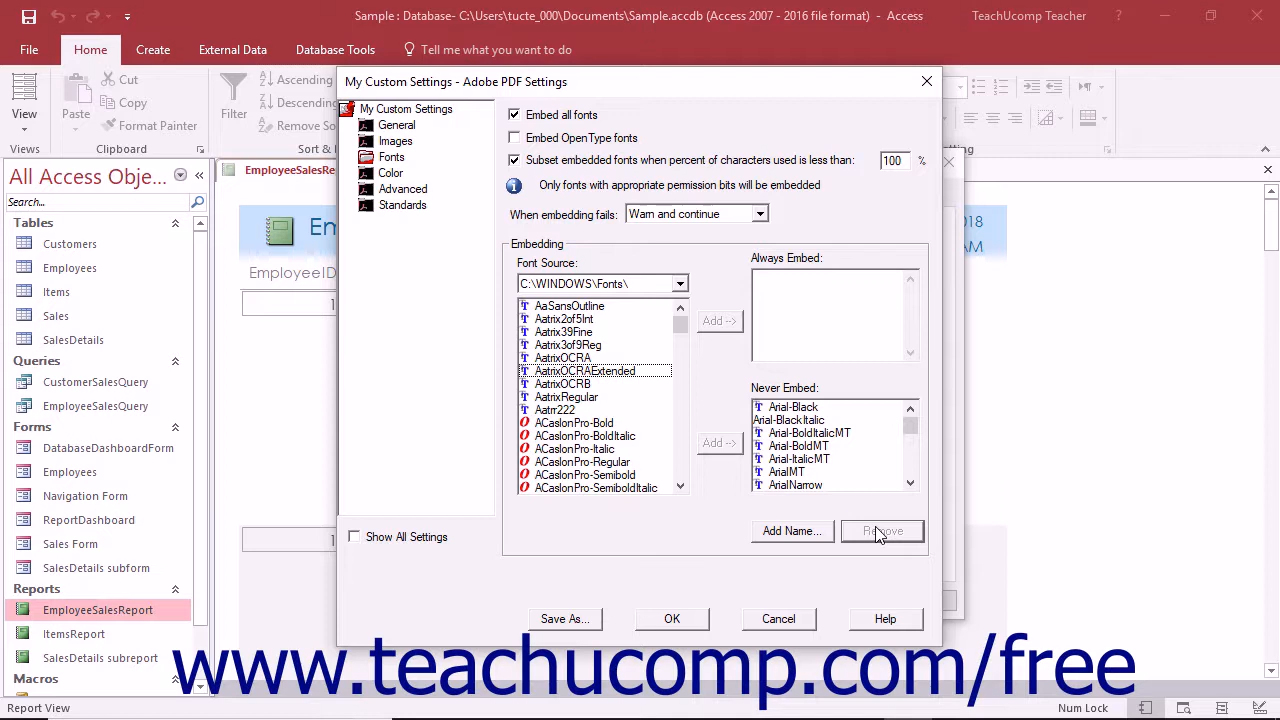 Sample : Database- C:\Users\tucte_000\Documents\Sample.accdb (Access 2007 - 2016 file format) - Access
TeachUcomp Teacher
?
File
Home
Create
External Data
Database Tools
Tell me what you want to do
View
Views
Paste
Cut
Copy
Format Painter
Clipboard
Filter
Ascending
Sort &
All Access Obje...
Search...
Tables
Customers
Employees
Items
Sales
SalesDetails
Queries
CustomerSalesQuery
EmployeeSalesQuery
Forms
DatabaseDashboardForm
Employees
Navigation Form
ReportDashboard
Sales Form
SalesDetails subform
Reports
EmployeeSalesReport
ItemsReport
SalesDetails subreport
Macros
EmployeeSalesRe
Em
EmployeeID
1
1
018
AM
My Custom Settings - Adobe PDF Settings
My Custom Settings
General
Images
Fonts
Color
Advanced
Standards
Show All Settings
Embed all fonts
Embed OpenType fonts
Subset embedded fonts when percent of characters used is less than:
100
%
Only fonts with appropriate permission bits will be embedded
When embedding fails:
Warn and continue
Embedding
Font Source:
C:\WINDOWS\Fonts\
AaSansOutline
Aatrix2of5Int
Aatrix39Fine
Aatrix3of9Reg
AatrixOCRA
AatrixOCRAExtended
AatrixOCRB
AatrixRegular
Aatrr222
ACaslonPro-Bold
ACaslonPro-BoldItalic
ACaslonPro-Italic
ACaslonPro-Regular
ACaslonPro-Semibold
ACaslonPro-SemiboldItalic
Add -->
Add -->
Always Embed:
Never Embed:
Arial-Black
Arial-BlackItalic
Arial-BoldItalicMT
Arial-BoldMT
Arial-ItalicMT
ArialMT
ArialNarrow
Add Name...
Remove
Save As...
OK
Cancel
Help
www.teachucomp.com/free
Report View
Num Lock